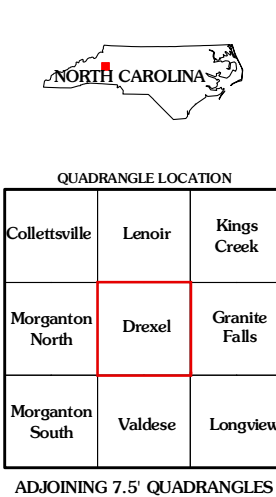 NORTH CAROLINA
QUADRANGLE LOCATION
Collettsville
Lenoir
Kings
Creek
Morganton
North
Drexel
Granite
Falls
Morganton
South
Valdese
Longview
ADJOINING 7.5' QUADRANGLES